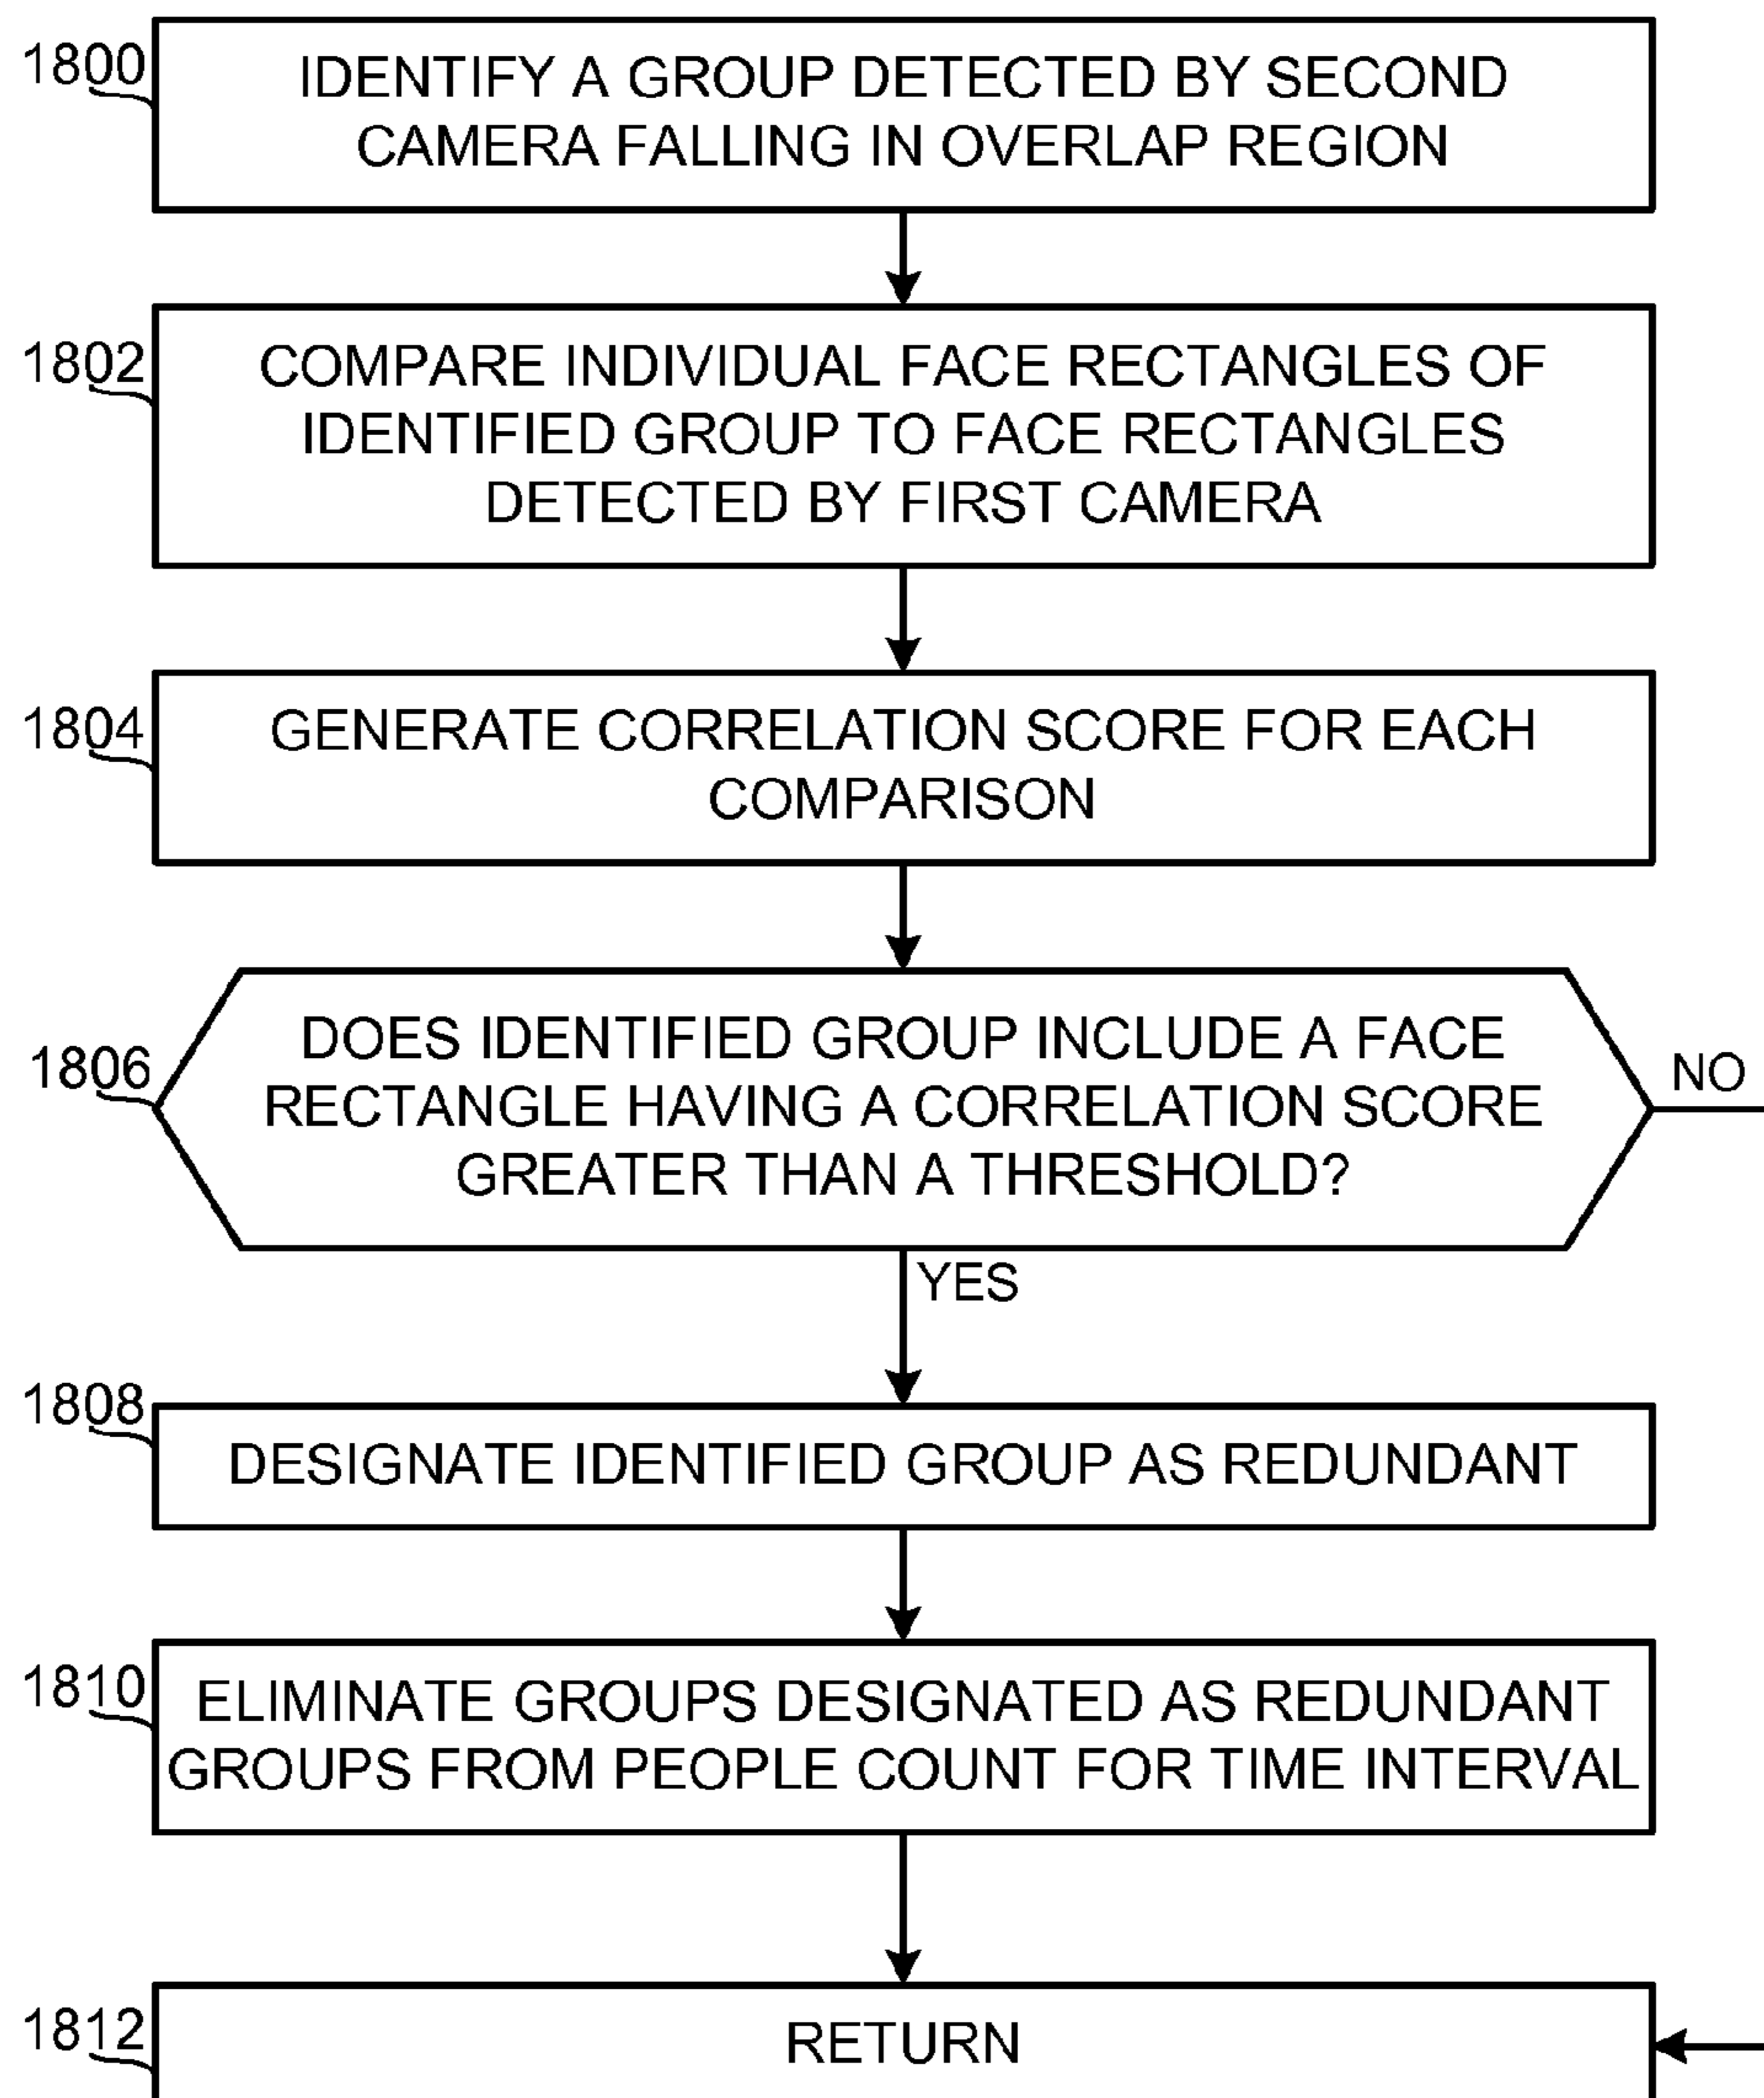 1800
IDENTIFY A GROUP DETECTED BY SECOND
CAMERA FALLING IN OVERLAP REGION
1802
COMPARE INDIVIDUAL FACE RECTANGLES OF
IDENTIFIED GROUP TO FACE RECTANGLES
DETECTED BY FIRST CAMERA
1804
GENERATE CORRELATION SCORE FOR EACH
COMPARISON
1806
DOES IDENTIFIED GROUP INCLUDE A FACE
RECTANGLE HAVING A CORRELATION SCORE
GREATER THAN A THRESHOLD?
NO
YES
1808
DESIGNATE IDENTIFIED GROUP AS REDUNDANT
1810
ELIMINATE GROUPS DESIGNATED AS REDUNDANT
GROUPS FROM PEOPLE COUNT FOR TIME INTERVAL
1812
RETURN